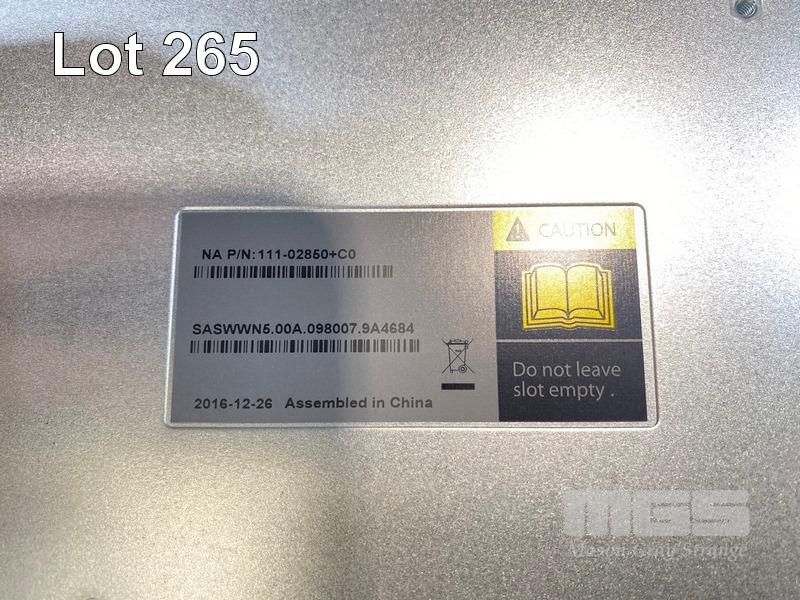 Lot 265
NA P/N:111-02850+C0
SASWWN5.00A.098007.9A4684
2016-12-26 Assembled in China
CAUTION
Do not leave
slot empty .
MGS
Mason Gray Strange